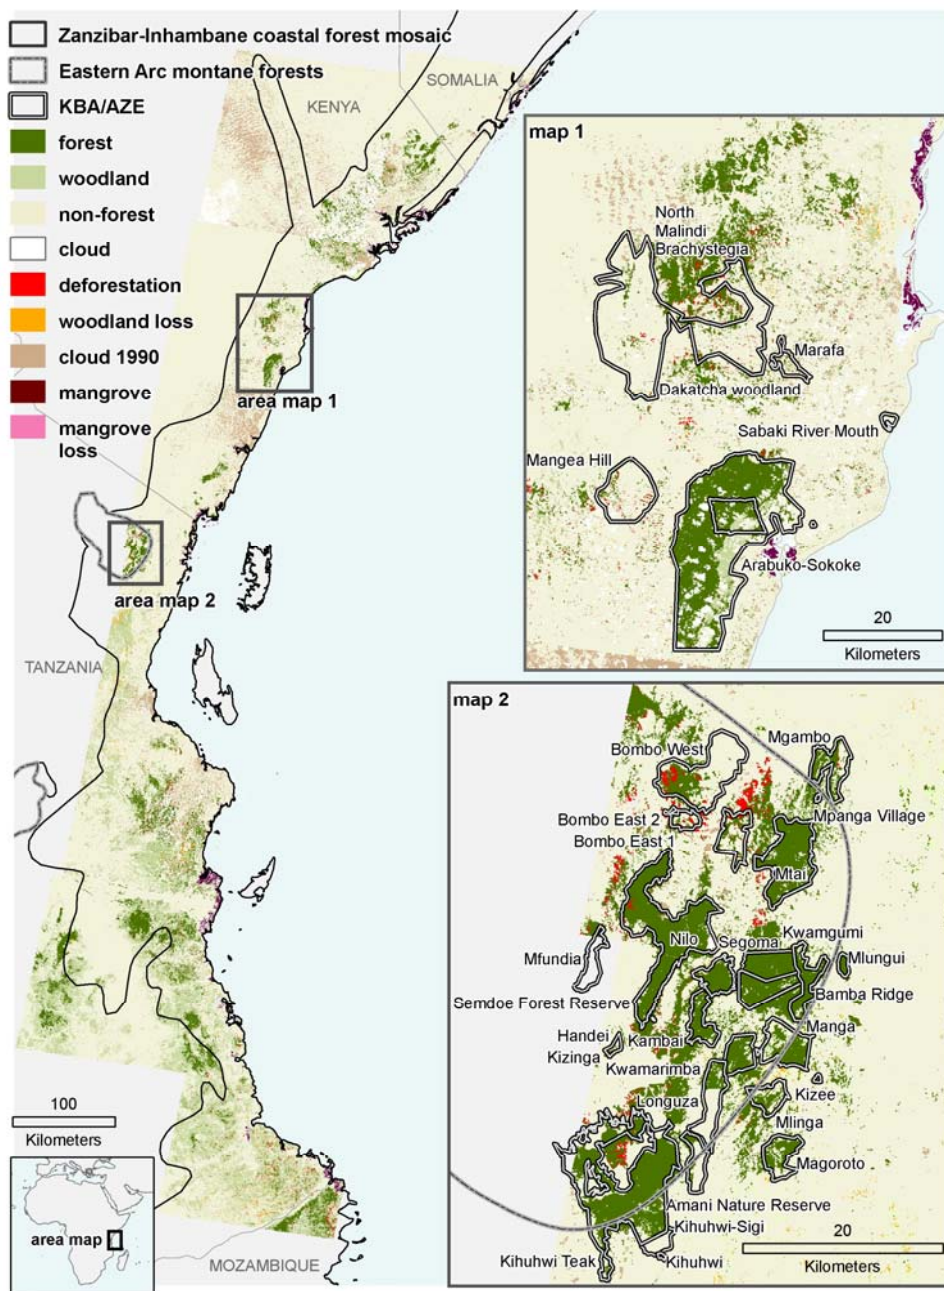 Zanzibar-Inhambane coastal forest mosaic
Eastern Arc montane forests
KBA/AZE
forest
woodland
non-forest
cloud
deforestation
woodland loss
cloud 1990
mangrove
mangrove
loss
SOMALIA
KENYA
area map 1
area map 2
TANZANIA
MOZAMBIQUE
100
Kilometers
area map
map 1
North
Malindi
Brachystegia
Marafa
Dakatcha woodland
Sabaki River Mouth
Mangea Hill
Arabuko-Sokoke
20
Kilometers
map 2
Bombo West
Mgambo
Bombo East 2
Mpanga Village
Bombo East 1
Mtai
Nilo
Segoma
Kwamgumi
Mfundia
Mlungui
Semdoe Forest Reserve
Bamba Ridge
Handei
Kambai
Manga
Kizinga
Kwamarimba
Longuza
Kizee
Mlinga
Magoroto
Amani Nature Reserve
Kihuhwi-Sigi
20
Kihuhwi Teak
Kihuhwi
Kilometers